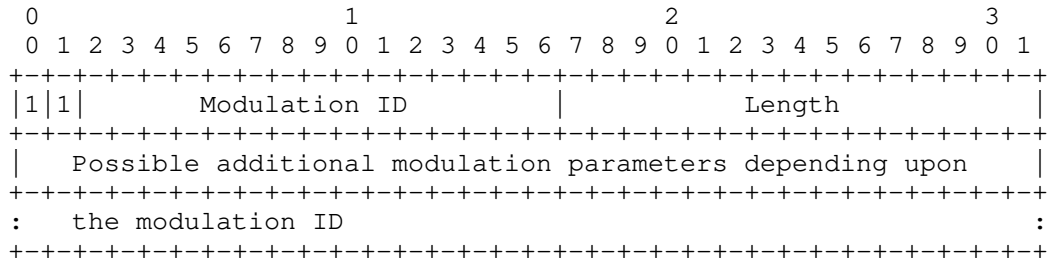 0                   1                   2                   3
 0 1 2 3 4 5 6 7 8 9 0 1 2 3 4 5 6 7 8 9 0 1 2 3 4 5 6 7 8 9 0 1
+-+-+-+-+-+-+-+-+-+-+-+-+-+-+-+-+-+-+-+-+-+-+-+-+-+-+-+-+-+-+-+-+
|1|1|       Modulation ID         |           Length            |
+-+-+-+-+-+-+-+-+-+-+-+-+-+-+-+-+-+-+-+-+-+-+-+-+-+-+-+-+-+-+-+-+
|   Possible additional modulation parameters depending upon    |
+-+-+-+-+-+-+-+-+-+-+-+-+-+-+-+-+-+-+-+-+-+-+-+-+-+-+-+-+-+-+-+-+
:   the modulation ID                                           :
+-+-+-+-+-+-+-+-+-+-+-+-+-+-+-+-+-+-+-+-+-+-+-+-+-+-+-+-+-+-+-+-+